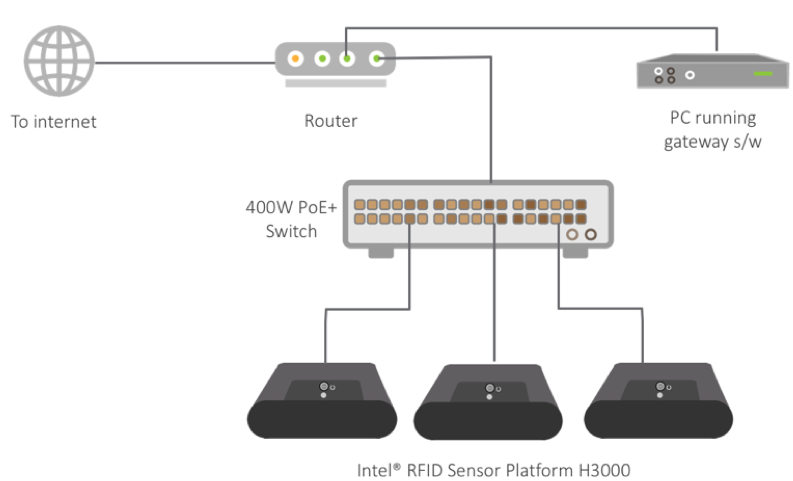 To internet
Router
PC running
gateway s/w
400W PoE+
Switch
Intel® RFID Sensor Platform H3000